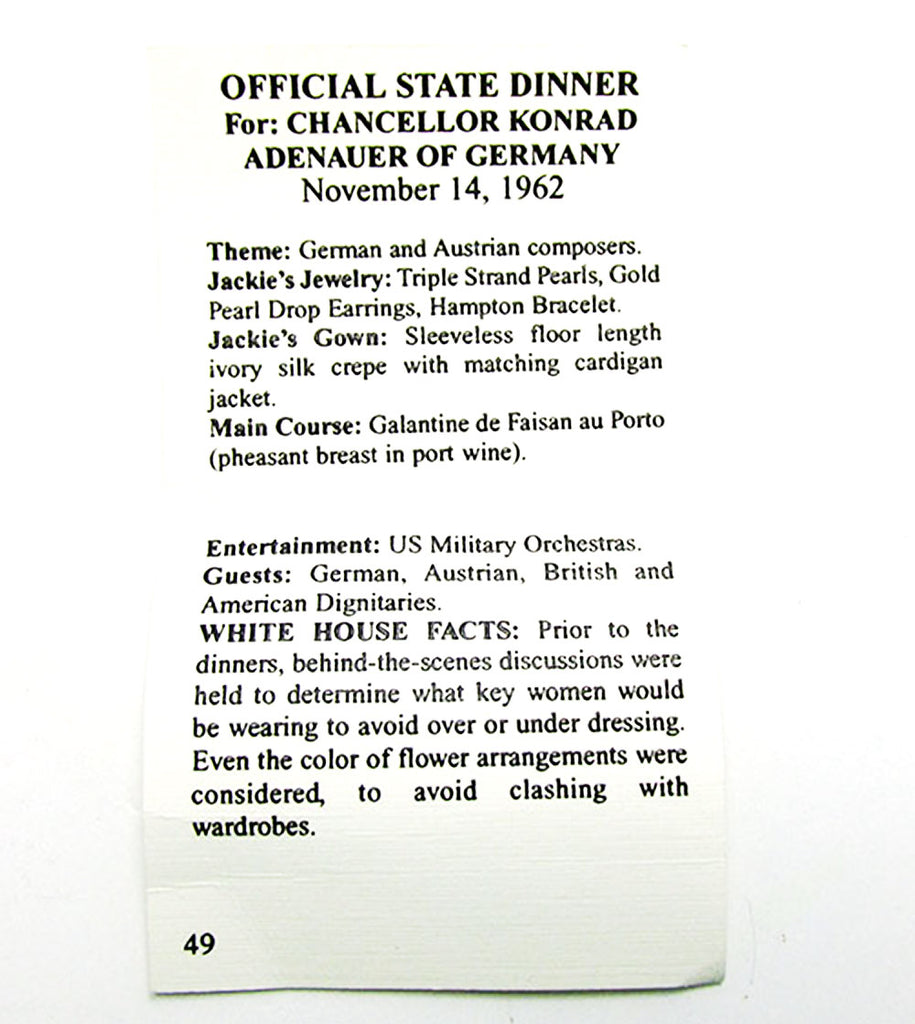 OFFICIAL STATE DINNER
For: CHANCELLOR KONRAD
ADENAUER OF GERMANY
November 14, 1962
Theme: German and Austrian composers.
Jackie's Jewelry: Triple Strand Pearls, Gold
Pearl Drop Earrings, Hampton Bracelet.
Jackie's Gown: Sleeveless floor length
ivory silk crepe with matching cardigan
jacket.
Main Course: Galantine de Faisan au Porto
(pheasant breast in port wine).
Entertainment: US Military Orchestras.
Guests: German, Austrian, British and
American Dignitaries.
WHITE HOUSE FACTS: Prior to the
dinners, behind-the-scenes discussions were
held to determine what key women would
be wearing to avoid over or under dressing.
Even the color of flower arrangements were
considered, to avoid clashing with
wardrobes.
49